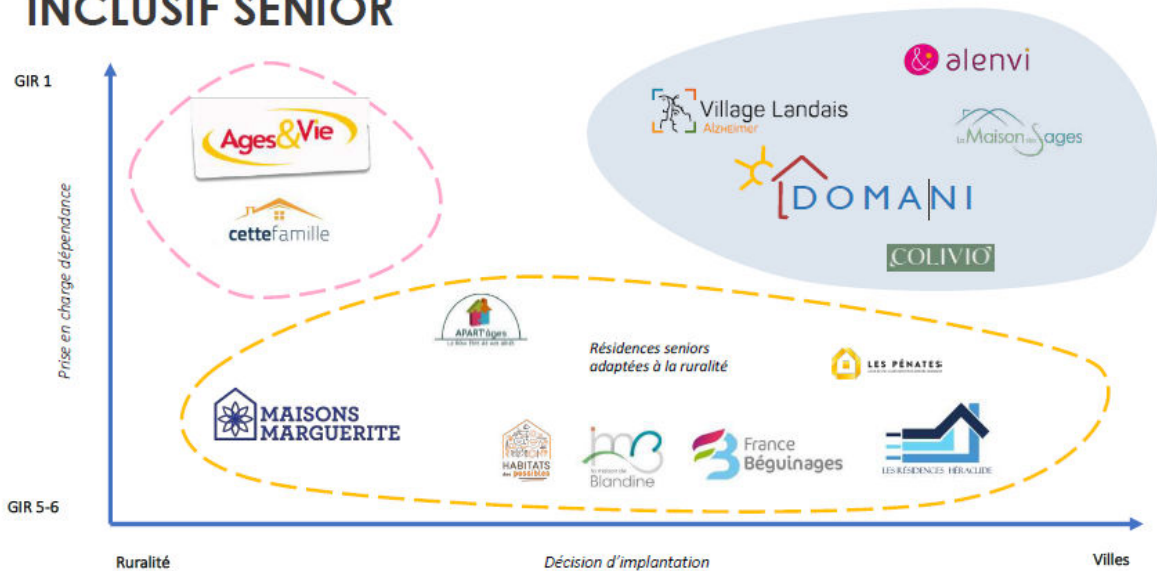 INCLUSIF SENIOR
GIR 1
Prise en charge dépendance
GIR 5-6
Ages&Vie
cettefamille
& alenvi
Village Landais
Alzheimer
la Maison des Sages
DOMANI
COLIVIO
APART'âges
Résidences seniors
adaptées à la ruralité
LES PÉNATES
MAISONS
MARGUERITE
HABITATS
des possibles
la maison de
Blandine
France
Béguinages
LES RÉSIDENCES HÉRACLIDE
Ruralité
Décision d'implantation
Villes